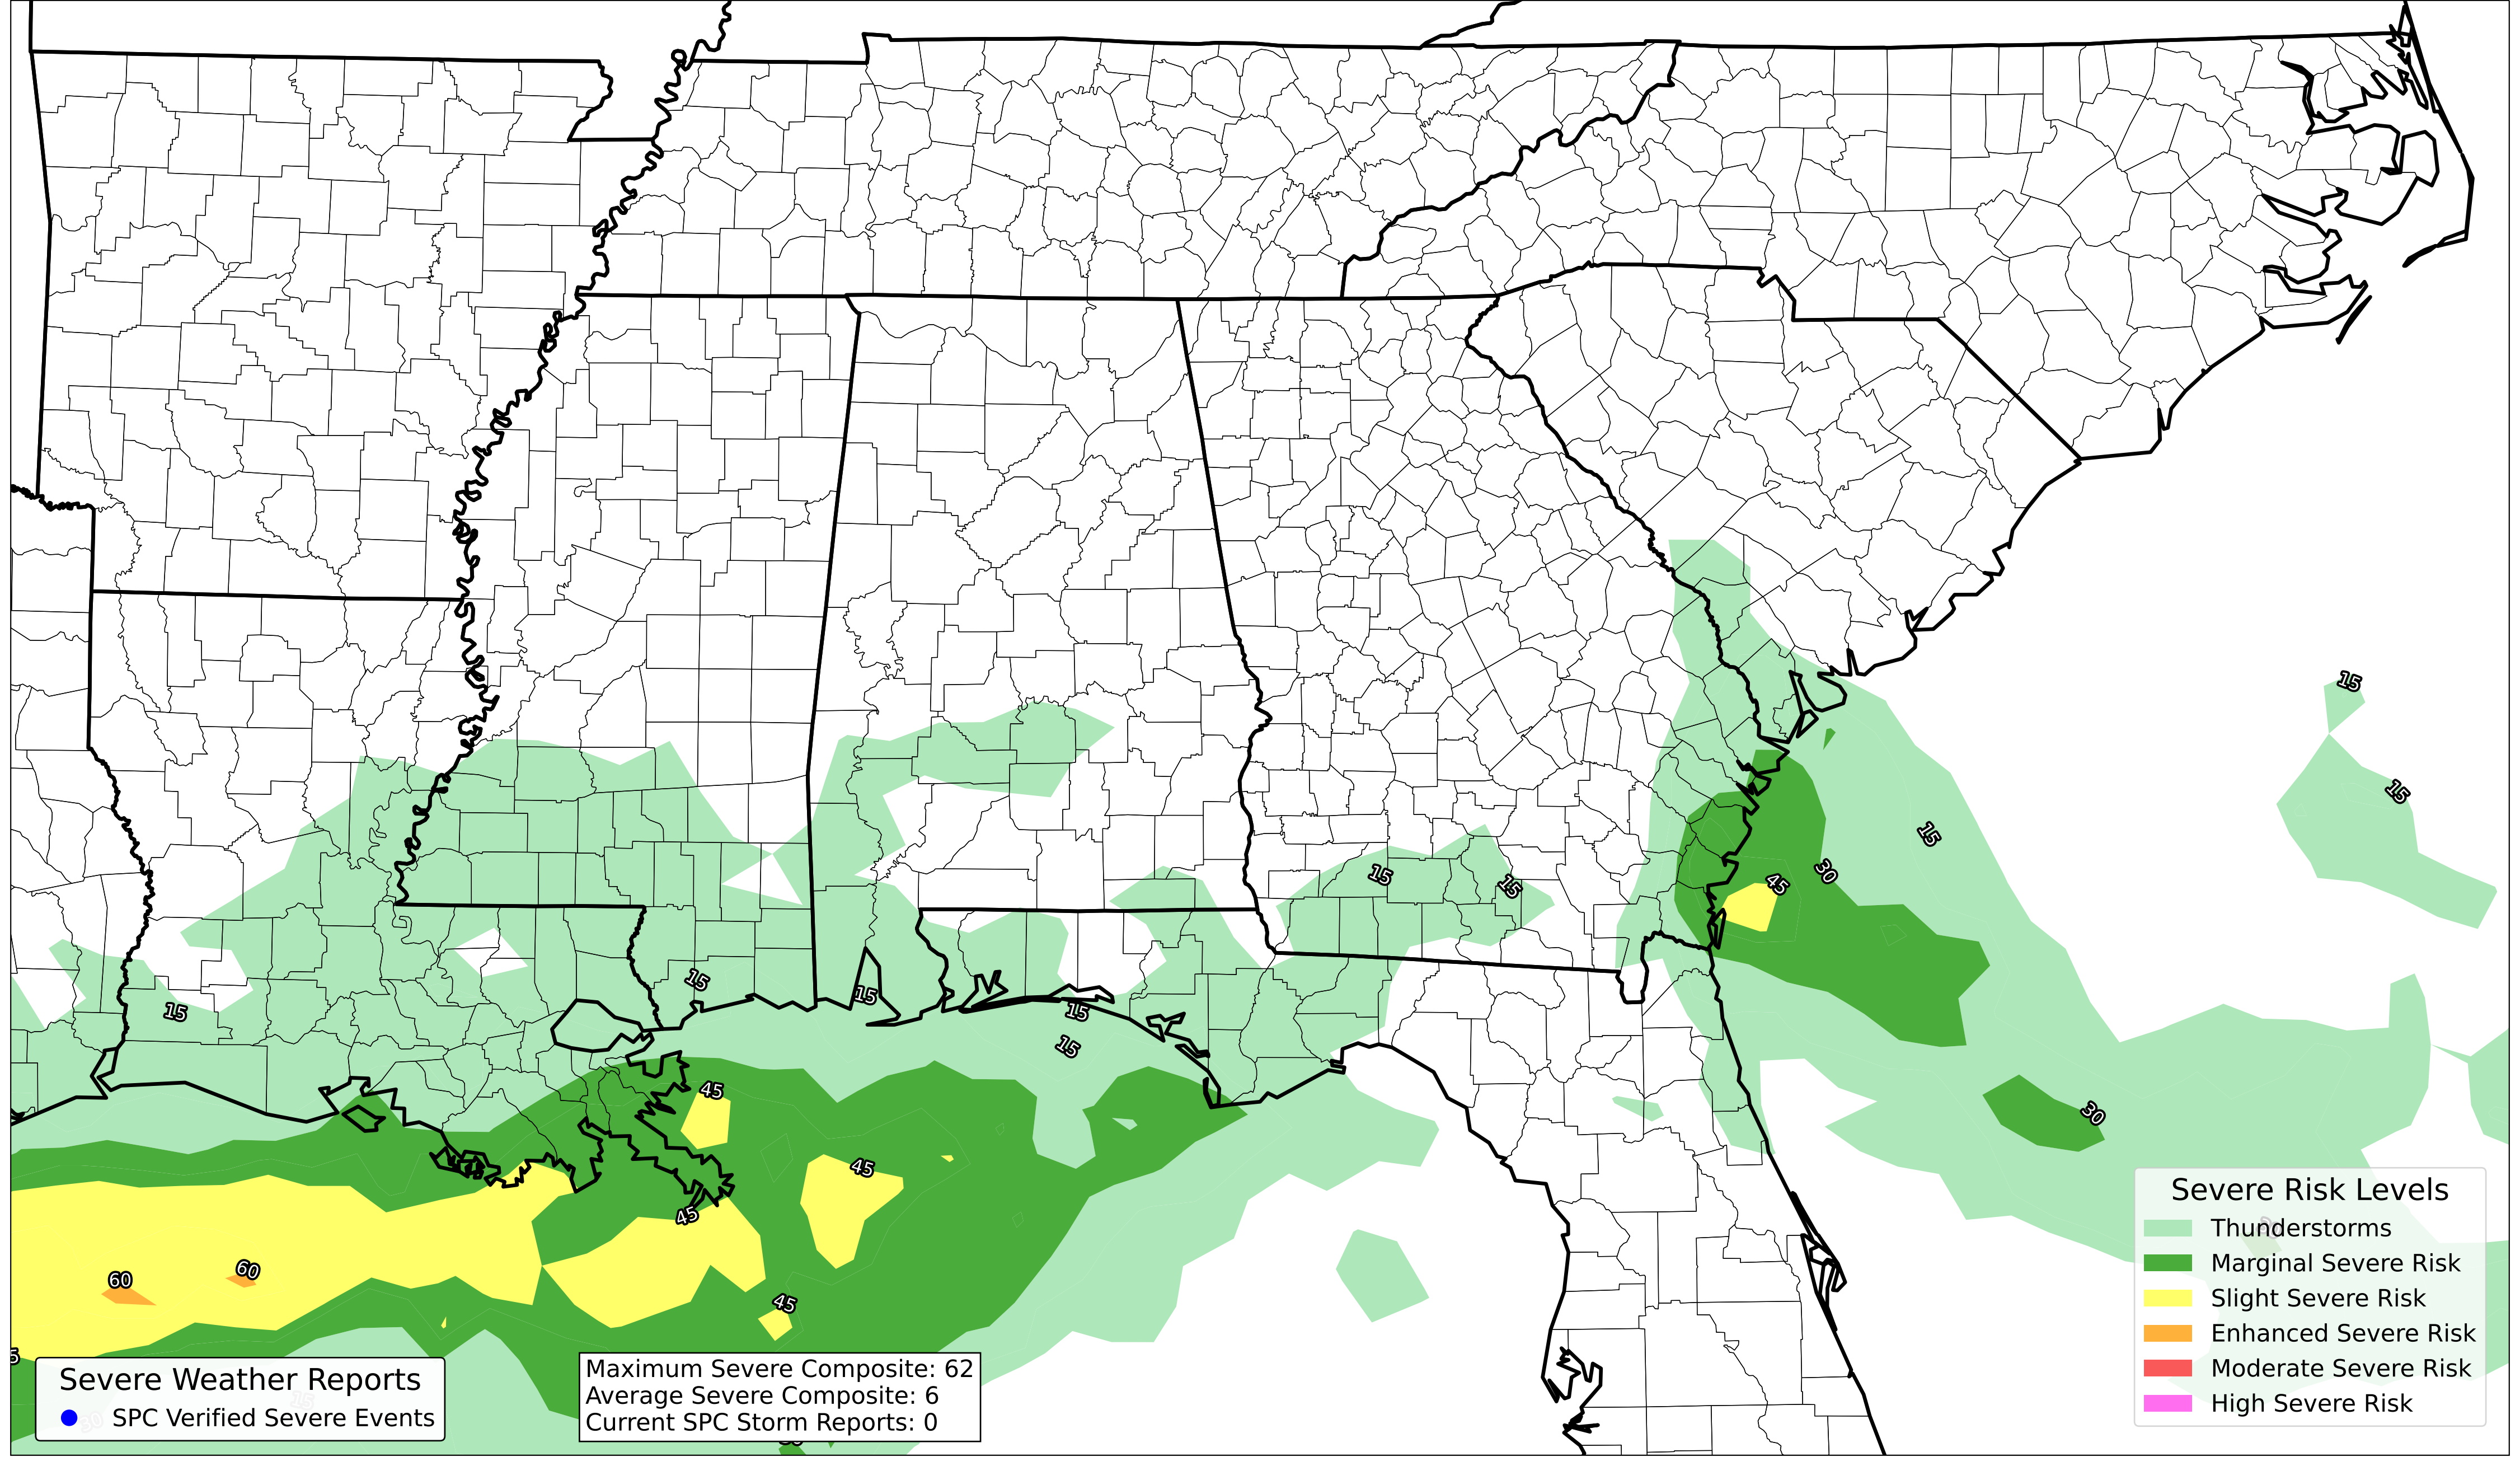 15
15
15
15
30
45
15
15
15
15
15
15
30
45
45
45
60
60
45
Severe Risk Levels
Thunderstorms
Marginal Severe Risk
Slight Severe Risk
Enhanced Severe Risk
Moderate Severe Risk
High Severe Risk
Severe Weather Reports
SPC Verified Severe Events
Maximum Severe Composite: 62
Average Severe Composite: 6
Current SPC Storm Reports: 0